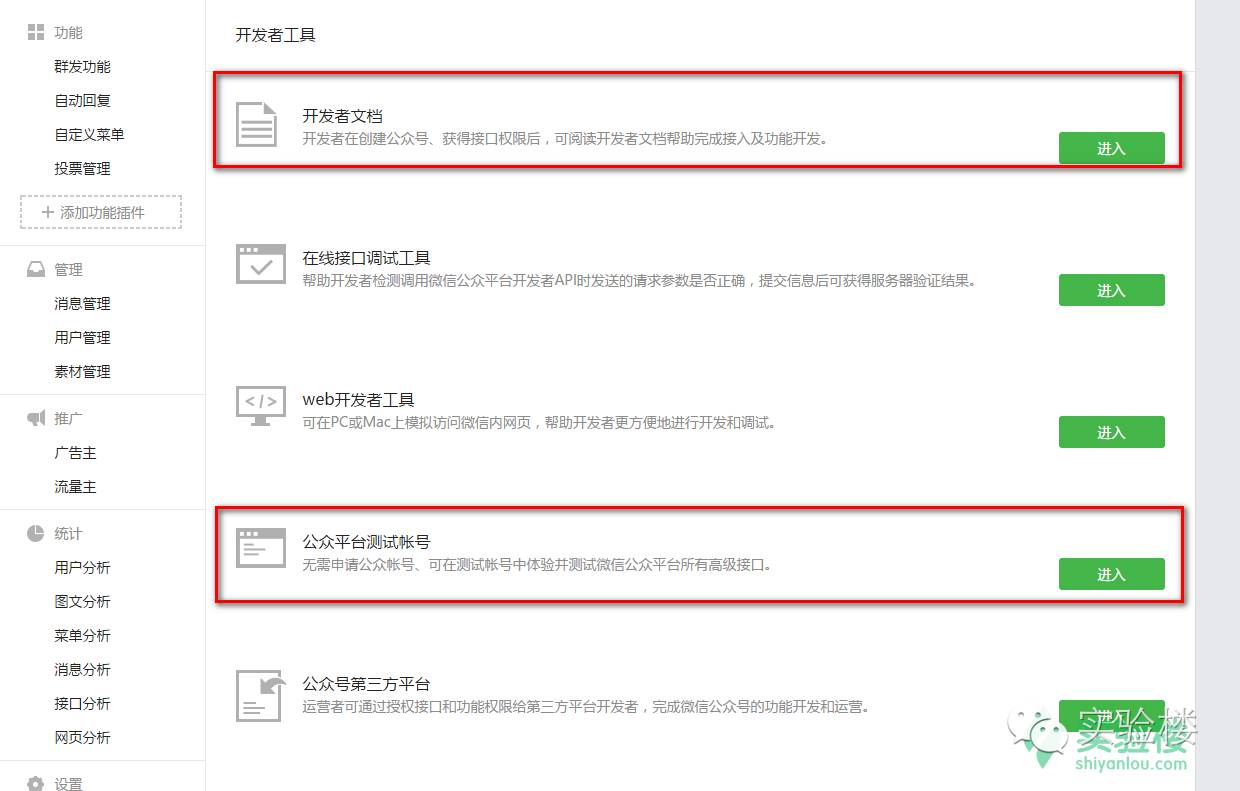 功能
群发功能
自动回复
自定义菜单
投票管理
添加功能插件
管理
消息管理
用户管理
素材管理
推广
广告主
流量主
统计
用户分析
图文分析
菜单分析
消息分析
接口分析
网页分析
设置
开发者工具
开发者文档
开发者在创建公众号、获得接口权限后，可阅读开发者文档帮助完成接入及功能开发。
进入
在线接口调试工具
帮助开发者检测调用微信公众平台开发者API时发送的请求参数是否正确，提交信息后可获得服务器验证结果。
进入
</>
web开发者工具
可在PC或Mac上模拟访问微信内网页，帮助开发者更方便地进行开发和调试。
进入
公众平台测试帐号
无需申请公众帐号、可在测试帐号中体验并测试微信公众平台所有高级接口。
进入
公众号第三方平台
运营者可通过授权接口和功能权限给第三方平台开发者，完成微信公众号的功能开发和运营。
进入
实验楼
实验楼
shiyanlou.com